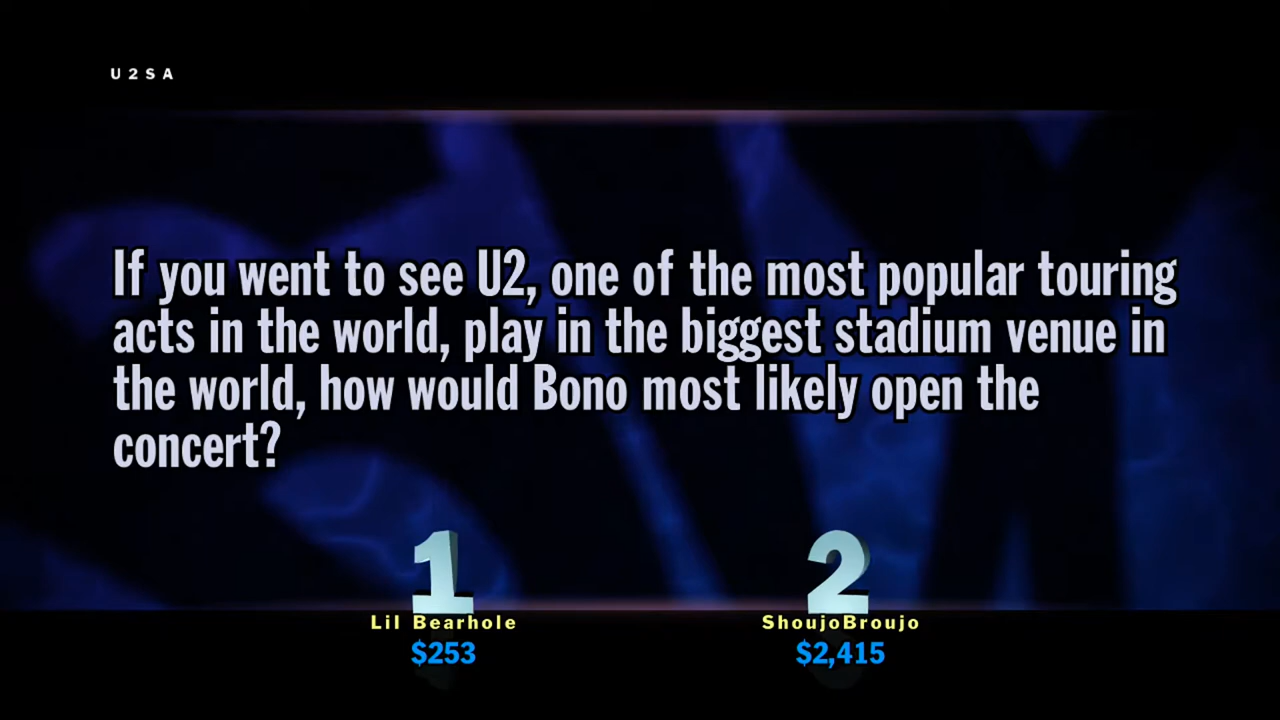 U2SA
If you went to see U2, one of the most popular touring
acts in the world, play in the biggest stadium venue in
the world, how would Bono most likely open the
concert?
1
2
Lil Bearhole
ShoujoBroujo
$253
$2,415